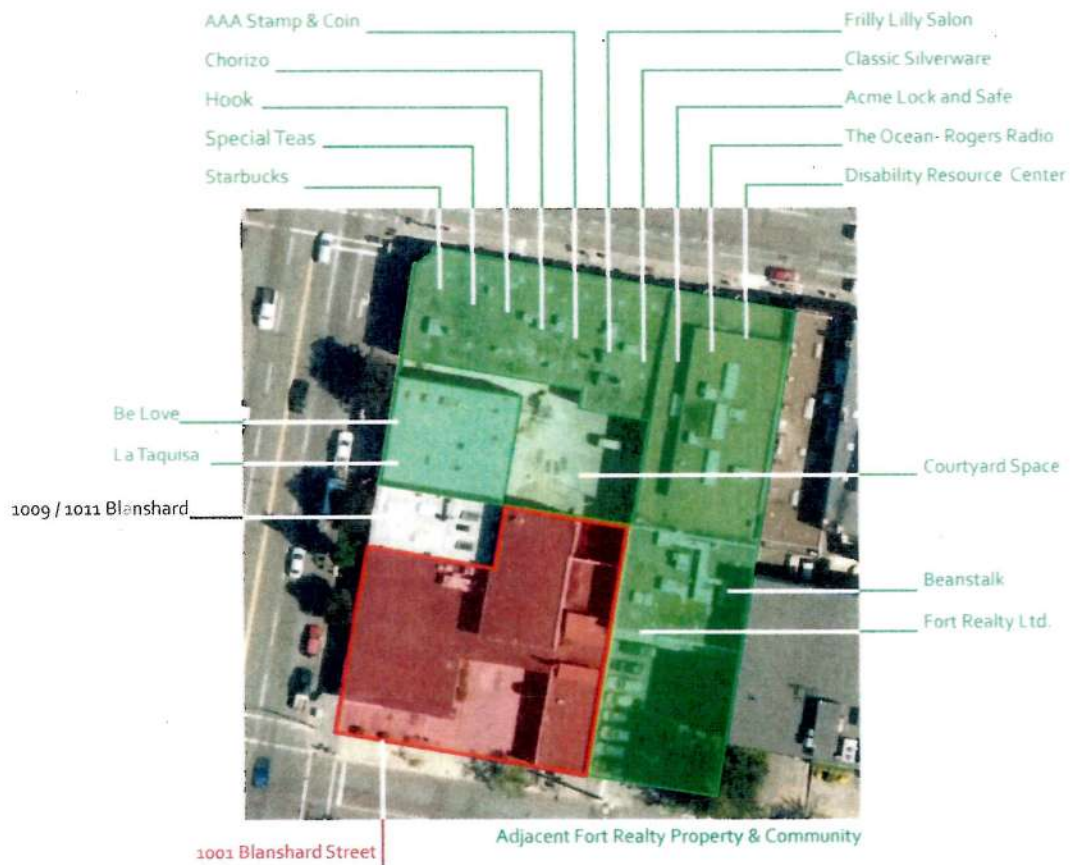 AAA Stamp & Coin
Chorizo
Hook
Special Teas
Starbucks
Frilly Lilly Salon
Classic Silverware
Acme Lock and Safe
The Ocean- Rogers Radio
Disability Resource Center
Be Love
La Taquisa
1009 / 1011 Blanshard
Courtyard Space
Beanstalk
Fort Realty Ltd.
Adjacent Fort Realty Property & Community
1001 Blanshard Street